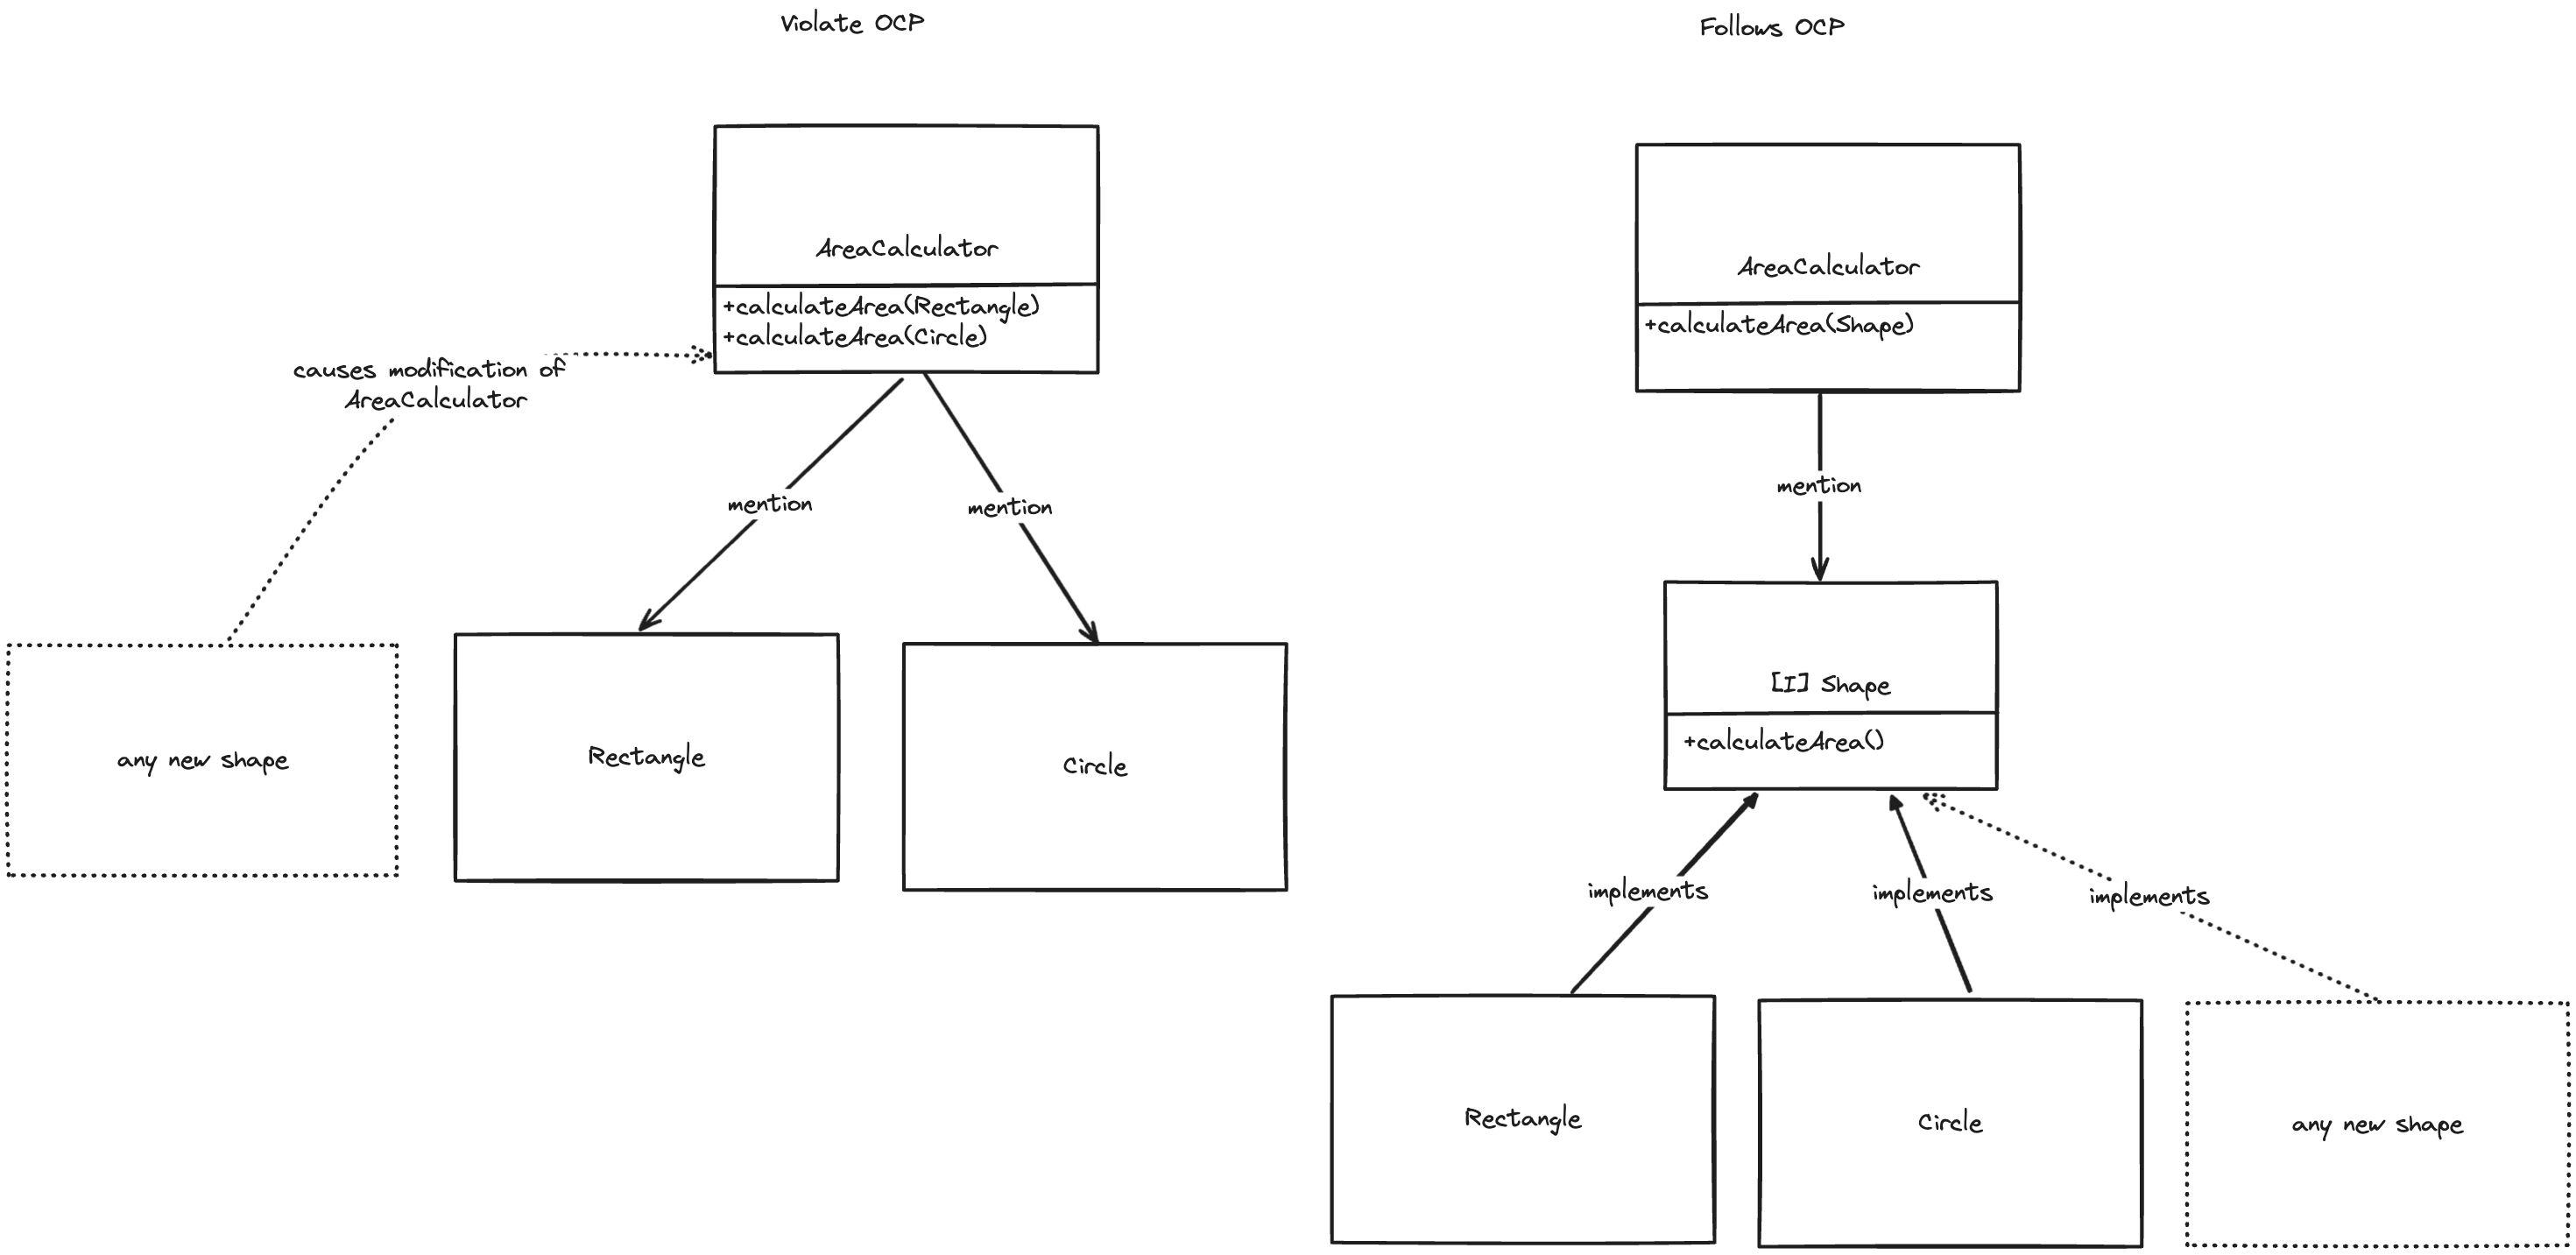 Violate OCP
AreaCalculator
+calculateArea(Rectangle)
+calculateArea(Circle)
causes modification of
AreaCalculator
mention
mention
any new shape
Rectangle
Circle
Follows OCP
AreaCalculator
+calculateArea(Shape)
mention
[I] Shape
+calculateArea()
implements
implements
implements
Rectangle
Circle
any new shape